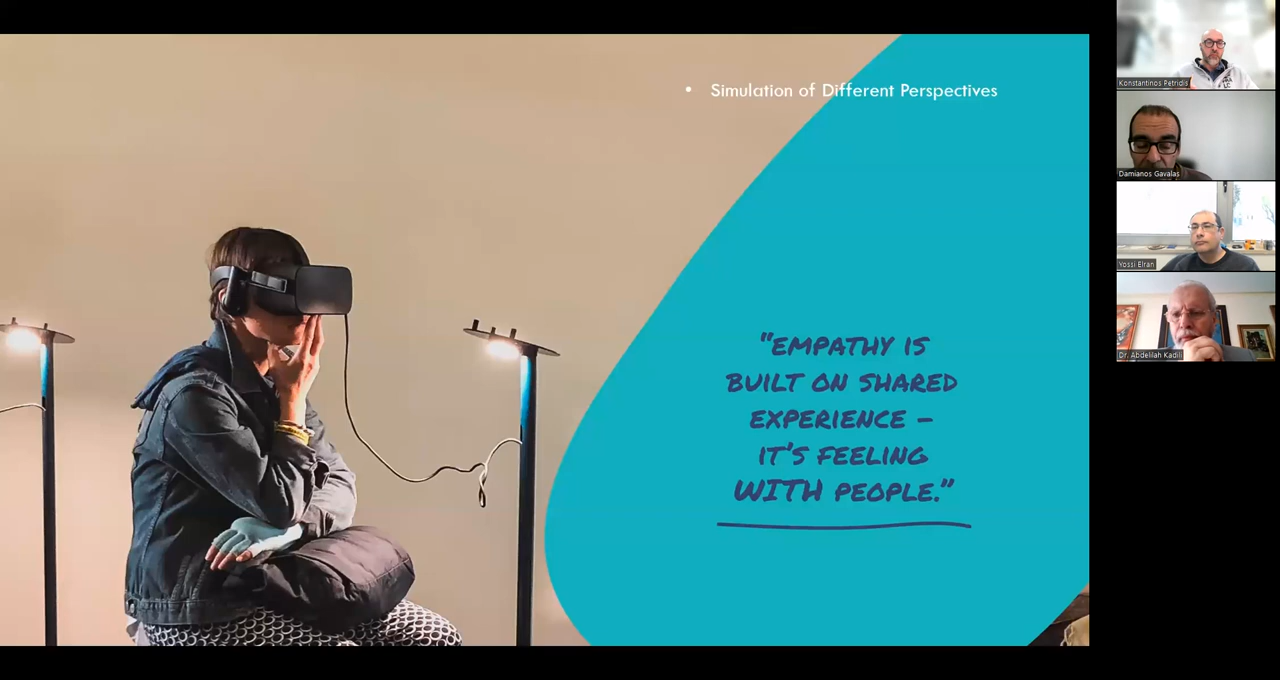 • Simulation of Different Perspectives
"EMPATHY IS
BUILT ON SHARED
EXPERIENCE –
IT'S FEELING
WITH PEOPLE."
Konstantinos Petridis
Damianos Gavalas
Yossi Elran
Dr. Abdelilah Kadili